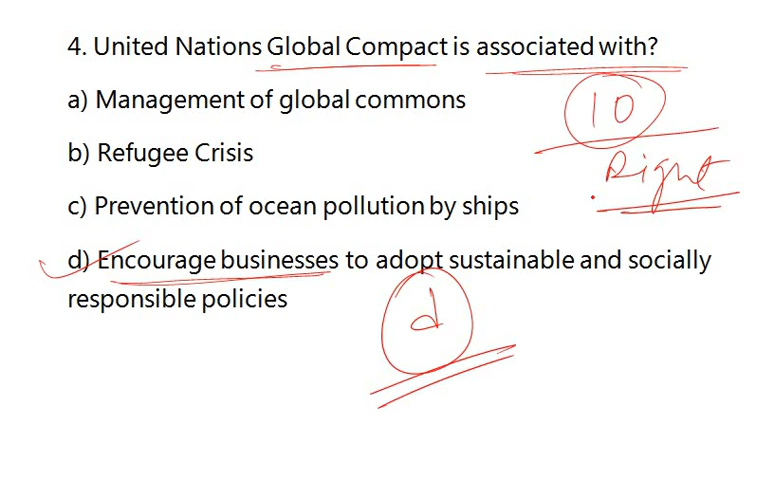 4. United Nations Global Compact is associated with?
a) Management of global commons
10
b) Refugee Crisis
Right
c) Prevention of ocean pollution by ships
d) Encourage businesses to adopt sustainable and socially
responsible policies
d